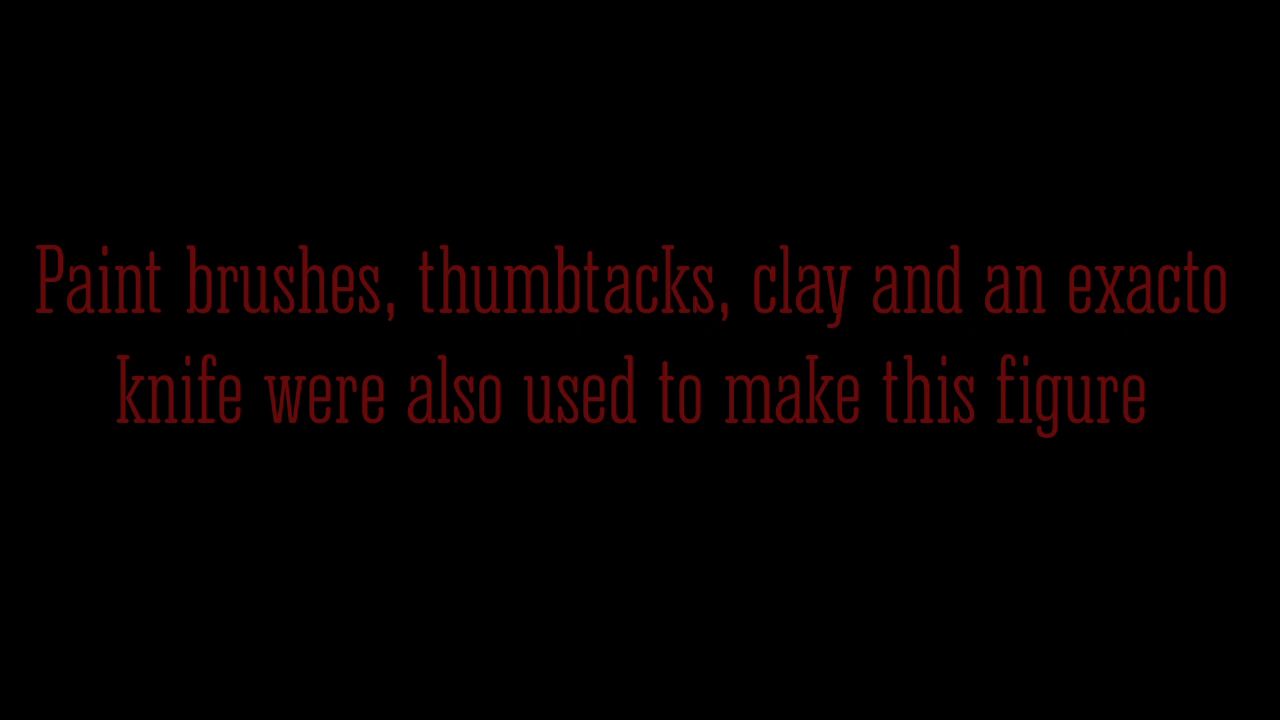 Paint brushes, thumbtacks, clay and an exacto
knife were also used to make this figure